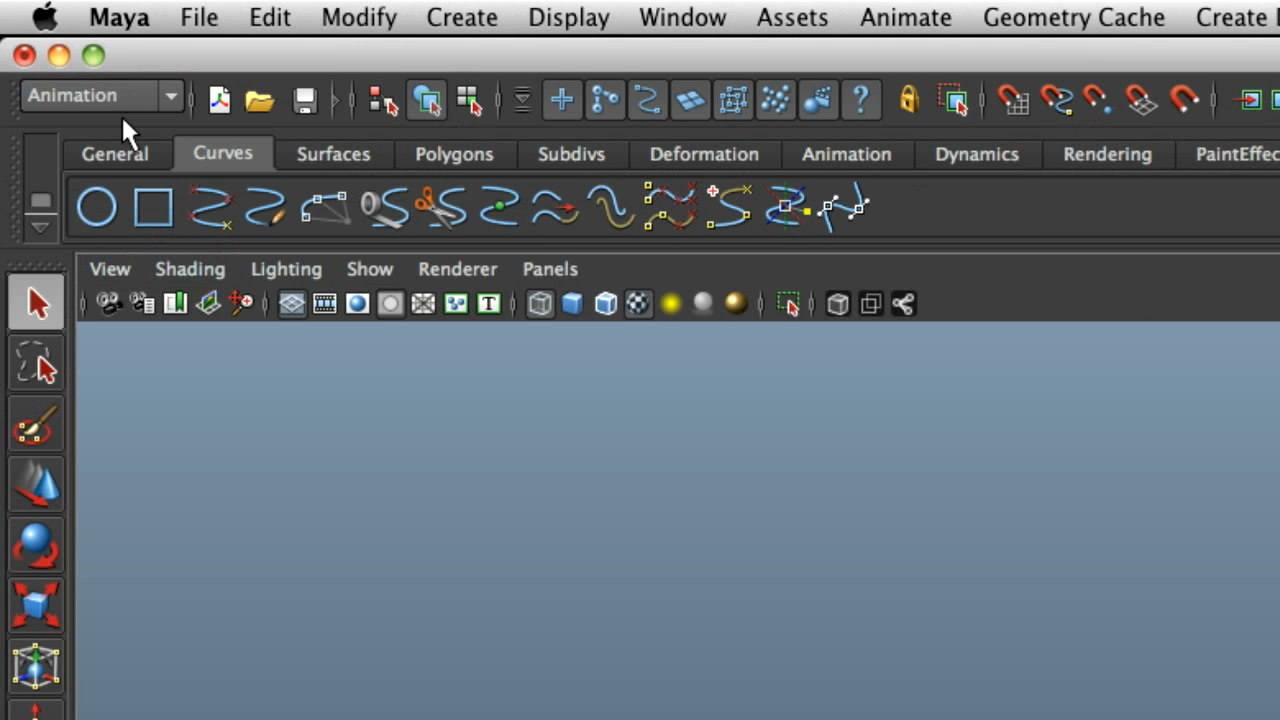 Maya File Edit Modify Create Display Window Assets Animate Geometry Cache Create
Animation
General Curves Surfaces Polygons Subdivs Deformation Animation Dynamics Rendering
View Shading Lighting Show Renderer Panels